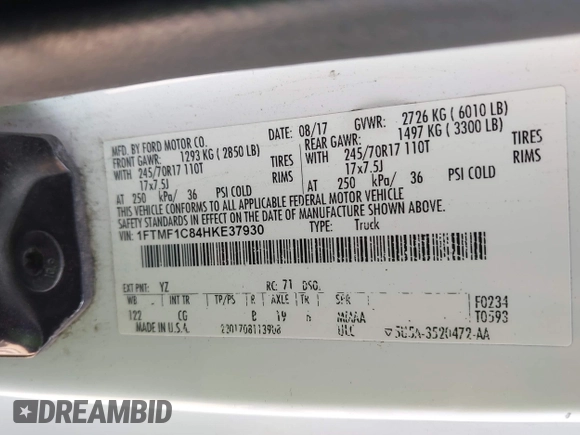 MFD. BY FORD MOTOR CO.
DATE: 08/17 GVWR: 2726 KG ( 6010 LB)
FRONT GAWR: 1293 KG ( 2850 LB) REAR GAWR: 1497 KG ( 3300 LB)
WITH 245/70R17 110T TIRES WITH 245/70R17 110T TIRES
17x7.5J RIMS 17x7.5J RIMS
AT 250 kPa/ 36 PSI COLD AT 250 kPa/ 36 PSI COLD
THIS VEHICLE CONFORMS TO ALL APPLICABLE FEDERAL MOTOR VEHICLE
SAFETY STANDARDS IN EFFECT ON THE DATE OF MANUFACTURE SHOWN ABOVE.
VIN: 1FTMF1C84HKE37930 TYPE: Truck
EXT PNT: YZ RC: 71 DSO:
WB INT TR TP/PS R AXLE TR SPR F0234
122 CG 19 T0593
MADE IN U.S.A.
DREAMBID